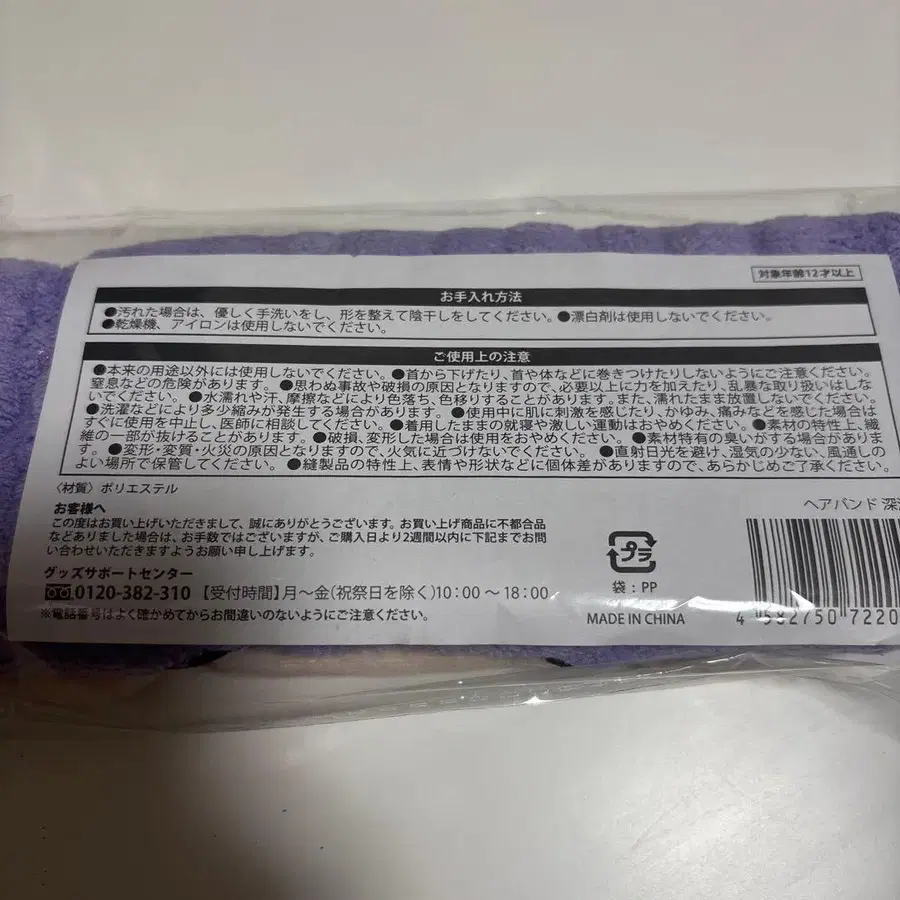 対象年齢12才以上
お手入れ方法
●汚れた場合は、優しく手洗いをし、形を整えて陰干しをしてください。●漂白剤は使用しないでください。
●乾燥機、アイロンは使用しないでください。
ご使用上の注意
●本来の用途以外には使用しないでください。●首から下げたり、首や体などに巻きつけたりしないようにご注意ください。
窒息などの危険があります。●思わぬ事故や破損の原因となりますので、必要以上に力を加えたり、乱暴な取り扱いはしな
いでください。●水濡れや汗、摩擦などにより色落ち、色移りすることがあります。また、濡れたまま放置しないでください。
●洗濯などにより多少縮みが発生する場合があります。●使用中に肌に刺激を感じたり、かゆみ、痛みなどを感じた場合は
すぐに使用を中止し、医師に相談してください。●着用したままの就寝や激しい運動はおやめください。●素材の特性上、繊
維の一部が抜けることがあります。●破損、変形した場合は使用をおやめください。●素材特有の臭いがする場合がありま
す。●変形・変質・火災の原因となりますので、火気に近づけないでください。●直射日光を避け、湿気の少ない、風通しの
よい場所で保管してください。●縫製品の特性上、表情や形状などに個体差がありますので、あらかじめご了承ください。
〈材質〉ポリエステル
ヘアバンド 深
お客様へ
この度はお買い上げいただきまして、誠にありがとうございます。お買い上げ商品に不都合品
などありました場合は、お手数ではございますが、ご購入日より2週間以内に下記までお問
い合わせいただきますようお願い申し上げます。
グッズサポートセンター
0120-382-310 【受付時間】月〜金(祝祭日を除く)10:00〜18:00
※電話番号はよく確かめてからお間違いのないようにご注意ください。
プラ
袋:PP
MADE IN CHINA
4 582750 7220